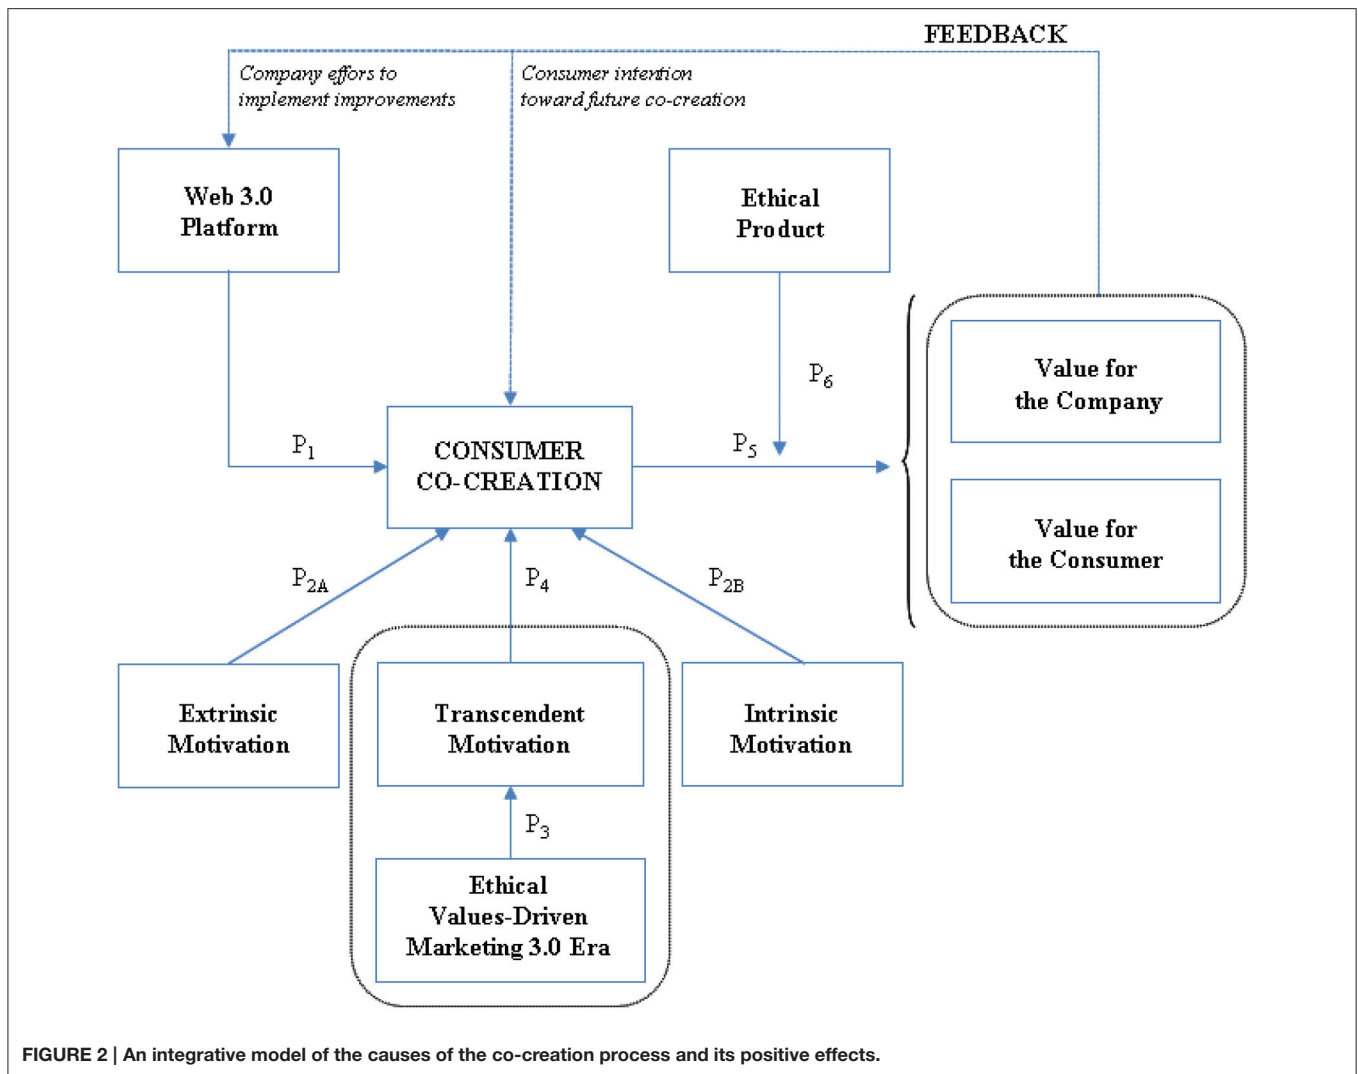 FEEDBACK
Company effors to
implement improvements
Consumer intention
toward future co-creation
Web 3.0
Platform
Ethical
Product
Value for
the Company
P6
P1
CONSUMER
CO-CREATION
P5
Value for
the Consumer
P2A
P4
P2B
Extrinsic
Motivation
Transcendent
Motivation
Intrinsic
Motivation
P3
Ethical
Values-Driven
Marketing 3.0 Era
FIGURE 2 | An integrative model of the causes of the co-creation process and its positive effects.